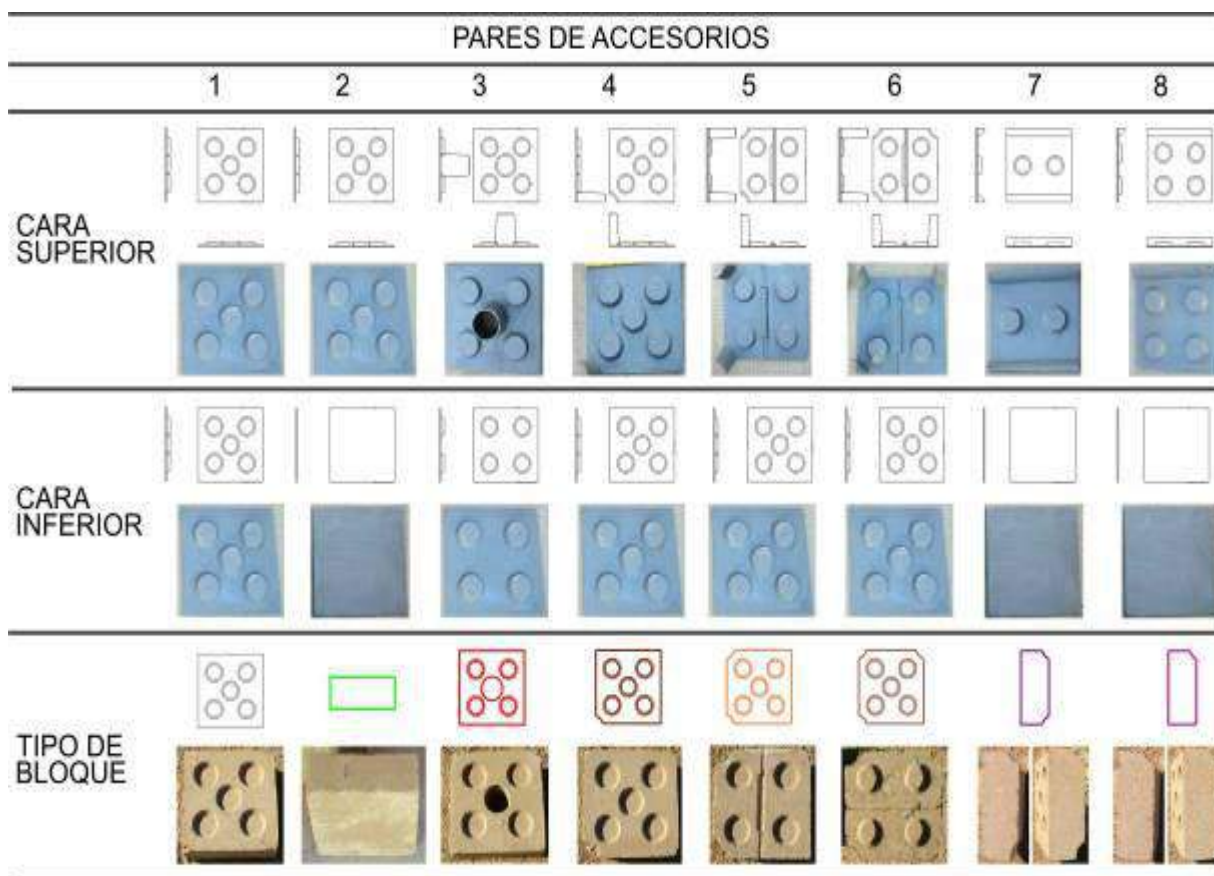 PARES DE ACCESORIOS
1 2 3 4 5 6 7 8
CARA
SUPERIOR
CARA
INFERIOR
TIPO DE
BLOQUE